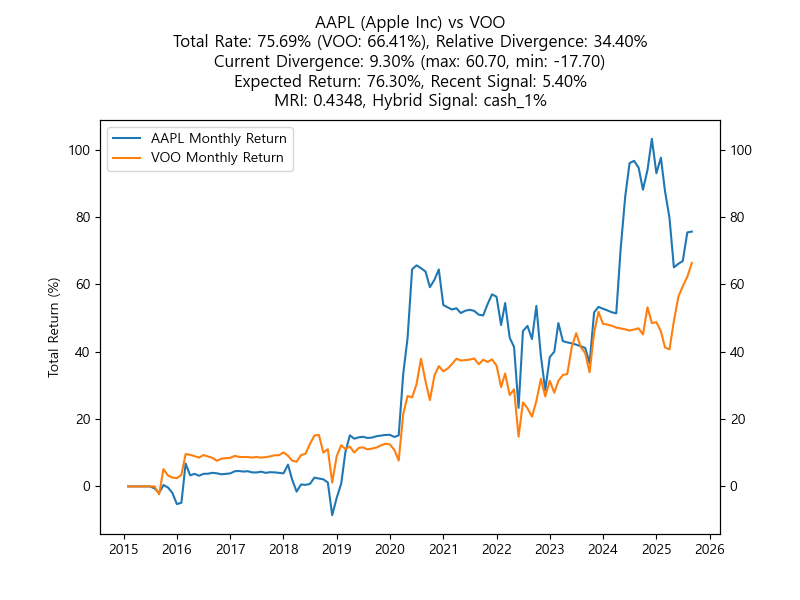 AAPL (Apple Inc) vs VOO
Total Rate: 75.69% (VOO: 66.41%), Relative Divergence: 34.40%
Current Divergence: 9.30% (max: 60.70, min: -17.70)
Expected Return: 76.30%, Recent Signal: 5.40%
MRI: 0.4348, Hybrid Signal: cash_1%
AAPL Monthly Return
VOO Monthly Return
Total Return (%)
100 100
80 80
60 60
40 40
20 20
0 0
2015 2016 2017 2018 2019 2020 2021 2022 2023 2024 2025 2026